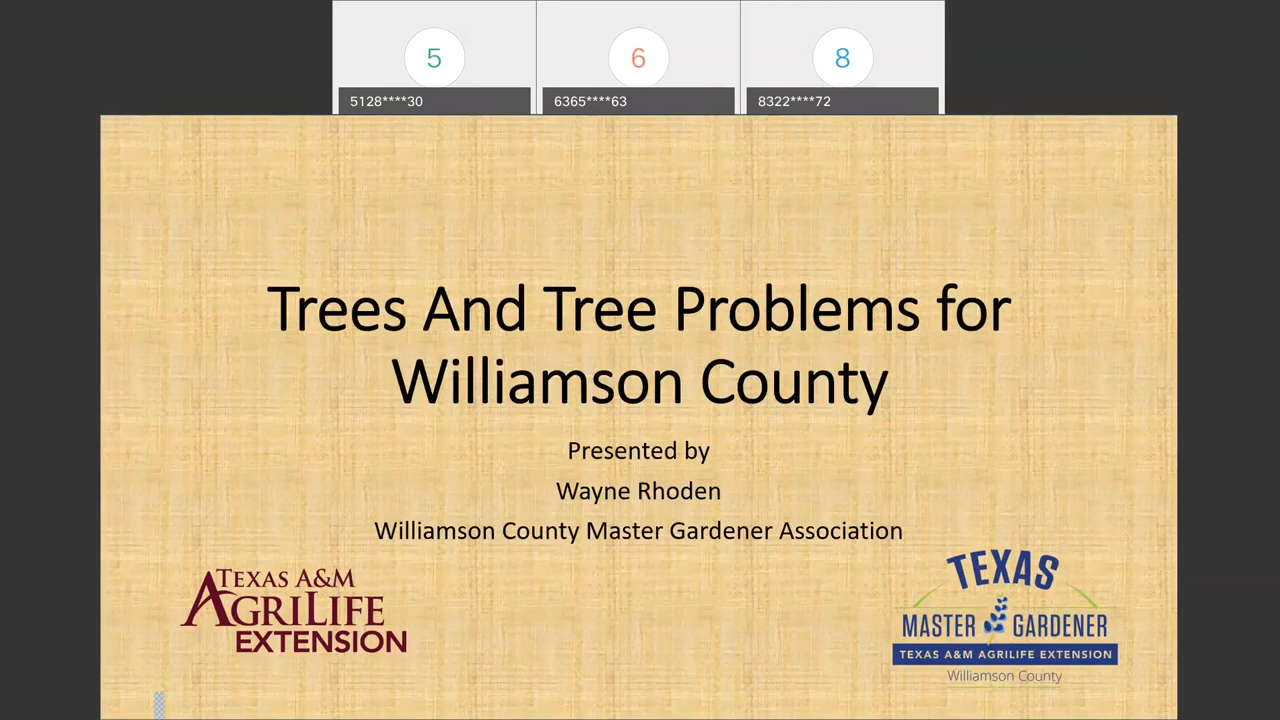 5 6 8
5128****30 6365****63 8322****72
Trees And Tree Problems for
Williamson County
Presented by
Wayne Rhoden
Williamson County Master Gardener Association
TEXAS A&M
AGRILIFE
EXTENSION
TEXAS
MASTER GARDENER
TEXAS A&M AGRILIFE EXTENSION
Williamson County